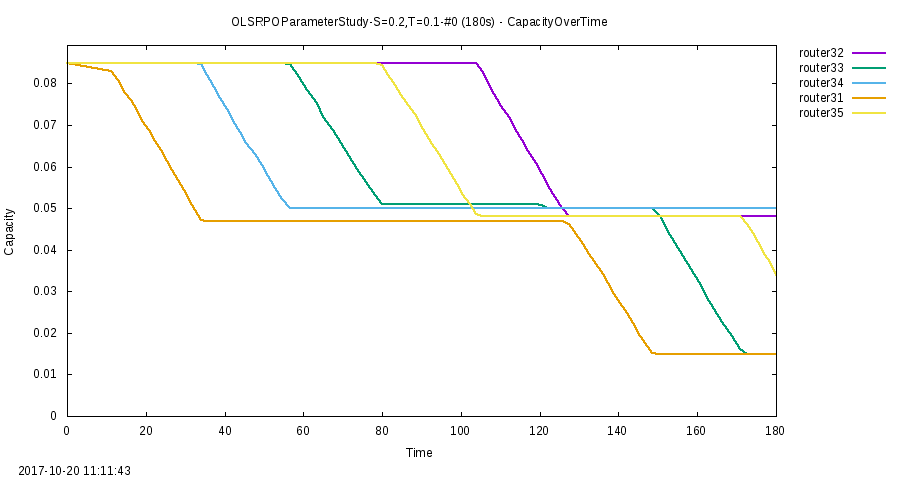 OLSRPOParameterStudy-S=0.2,T=0.1-#0 (180s) - CapacityOverTime
router32
router33
router34
router31
router35
0.08
0.07
0.06
0.05
0.04
0.03
0.02
0.01
0
Capacity
0 20 40 60 80 100 120 140 160 180
Time
2017-10-20 11:11:43